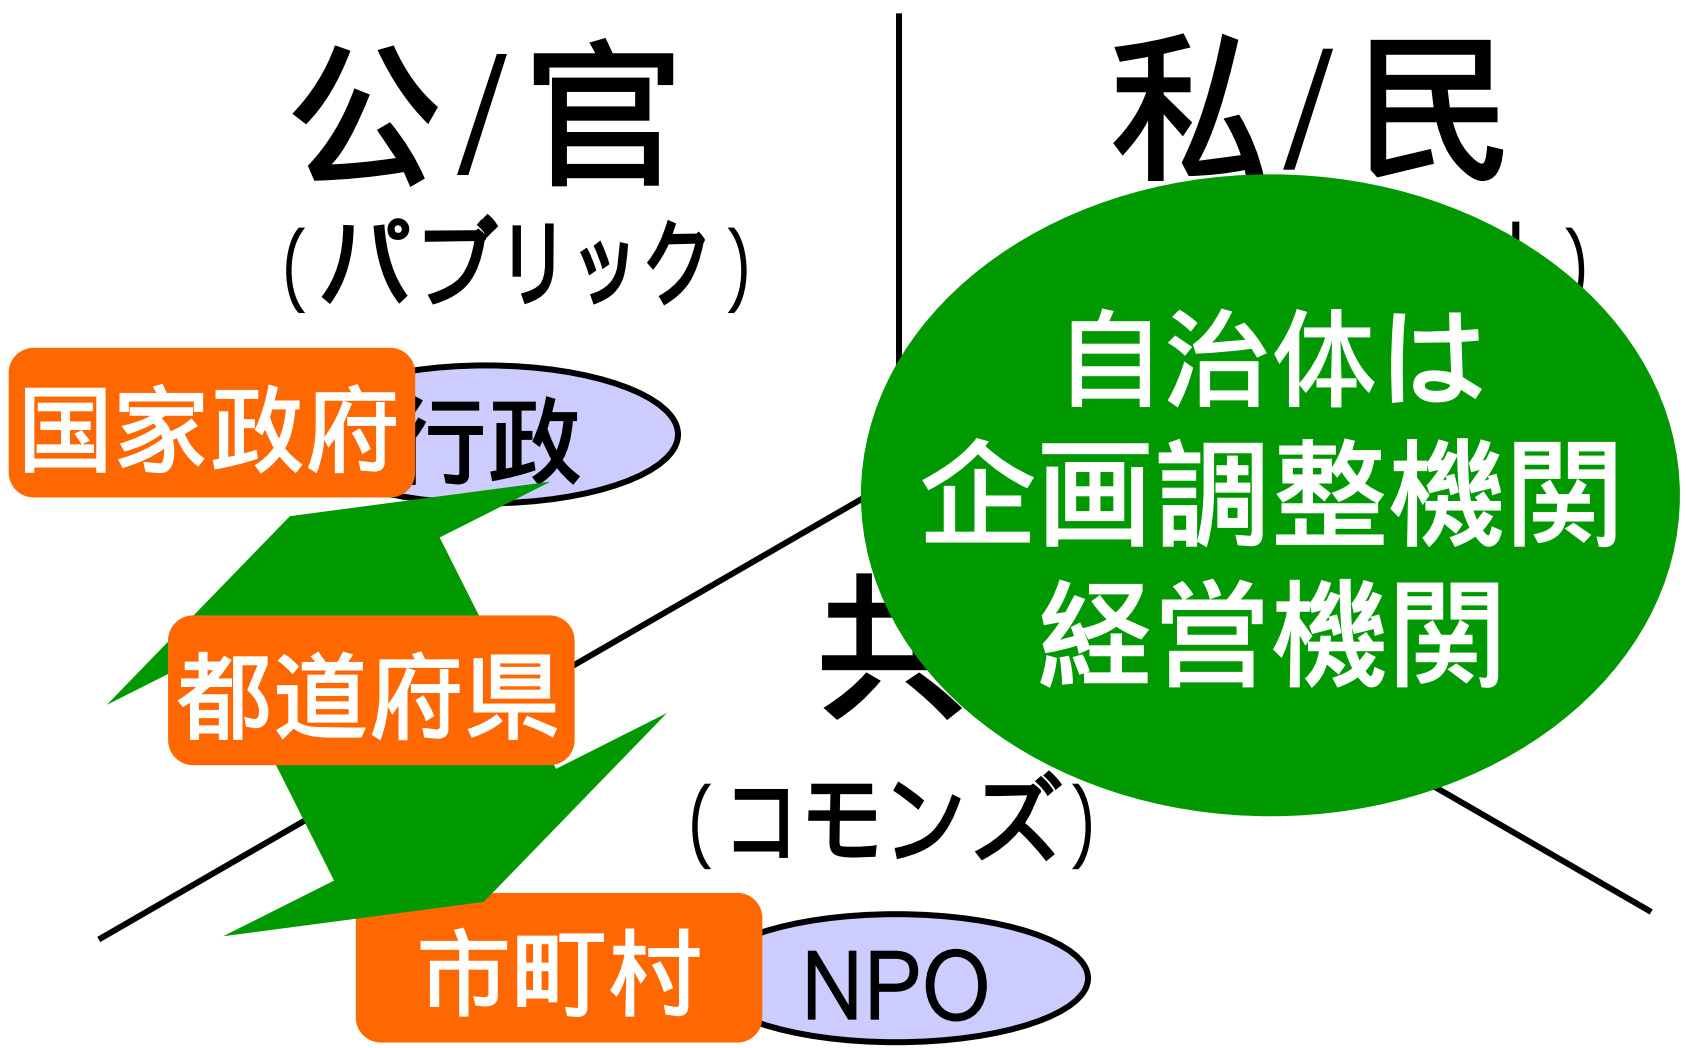 公/官
(パブリック)
私/民
ト)
国家政府
行政
自治体は
企画調整機関
経営機関
都道府県
共
(コモンズ)
市町村
NPO